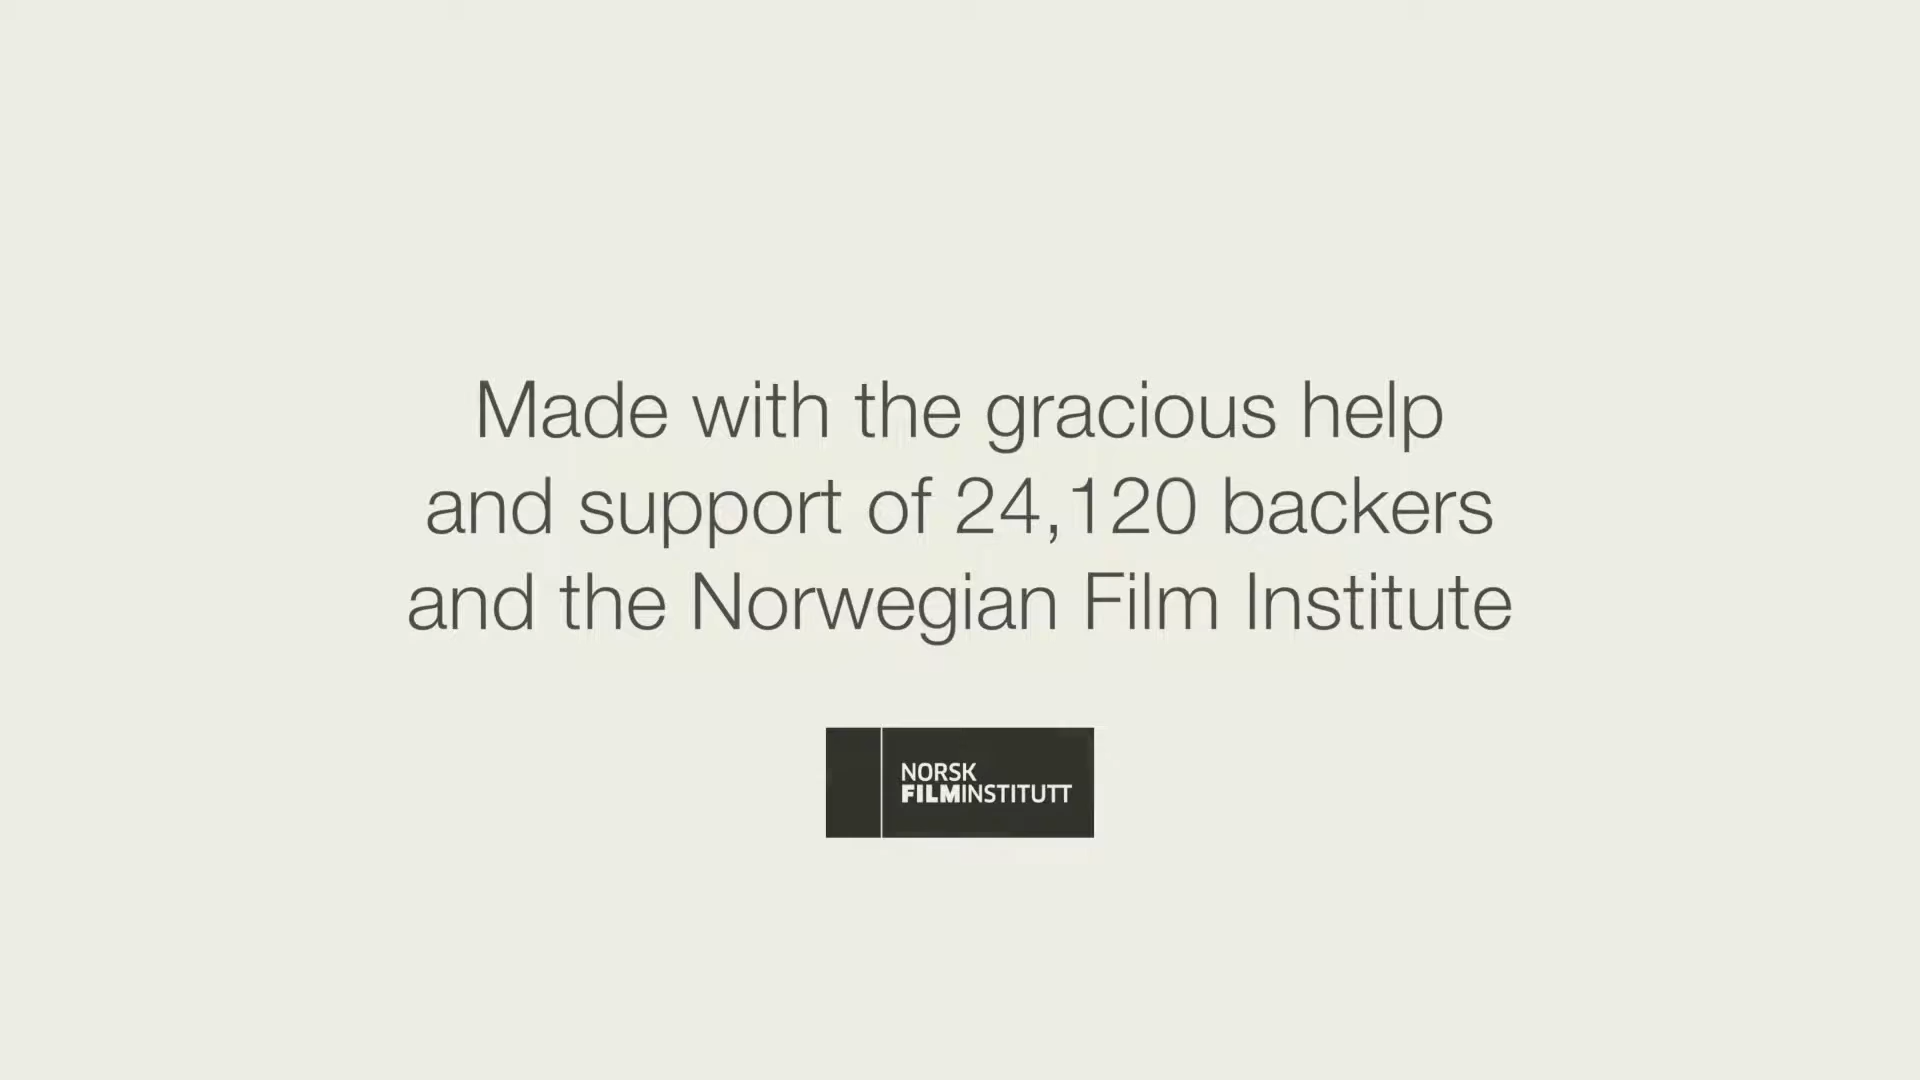 Made with the gracious help
and support of 24,120 backers
and the Norwegian Film Institute
NORSK
FILMINSTITUTT